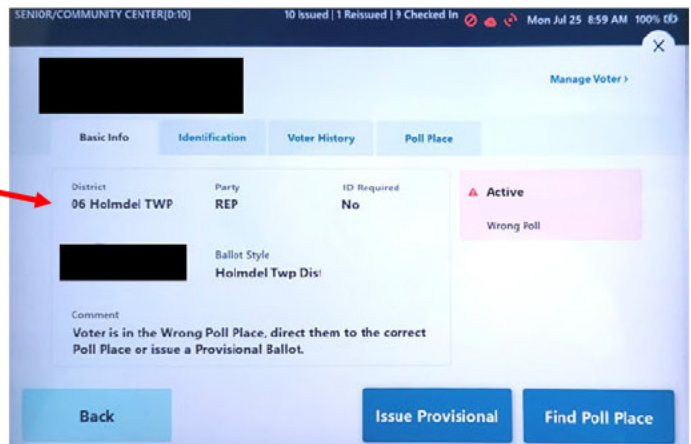 SENIOR/COMMUNITY CENTER[D:10] 10 Issued | 1 Reissued | 9 Checked In Mon Jul 25 8:59 AM 100%
Manage Voter >
Basic Info Identification Voter History Poll Place
District Party ID Required
06 Holmdel TWP REP No
Active
Wrong Poll
Ballot Style
Holmdel Twp Dist
Comment
Voter is in the Wrong Poll Place, direct them to the correct
Poll Place or issue a Provisional Ballot.
Back Issue Provisional Find Poll Place